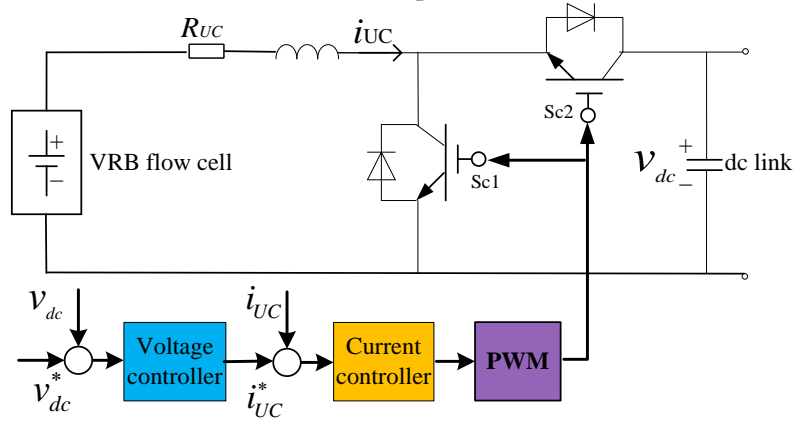 R_UC
i_UC
Sc2
+
−
VRB flow cell
Sc1
v_dc
+
−
dc link
v_dc
i_UC
Voltage
controller
Current
controller
PWM
v*_dc
i*_UC